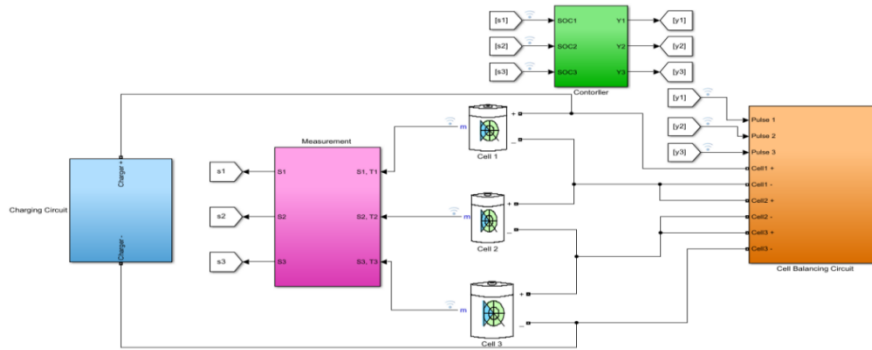 [s1]
SOC1
Y1
[y1]
[s2]
SOC2
Y2
[y2]
[s3]
SOC3
Y3
[y3]
Contorller
[y1]
Pulse 1
[y2]
Pulse 2
[y3]
Pulse 3
Measurement
Charger +
Charging Circuit
Charger -
s1
S1
S1, T1
s2
S2
S2, T2
s3
S3
S3, T3
m
+
–
Cell 1
m
+
–
Cell 2
m
+
–
Cell 3
Cell1 +
Cell1 -
Cell2 +
Cell2 -
Cell3 +
Cell3 -
Cell Balancing Circuit